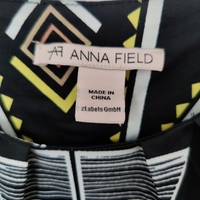 AF ANNA FIELD
MADE IN
CHINA
zLabels GmbH